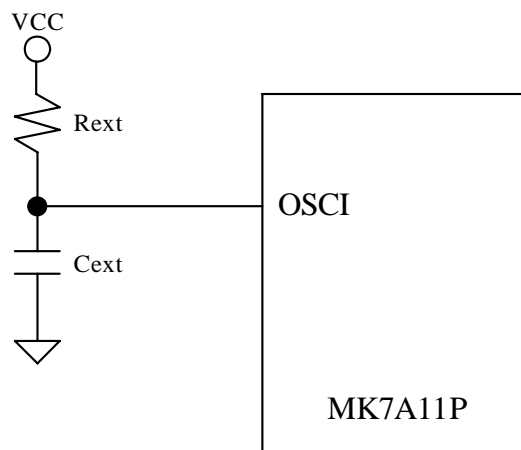 VCC
Rext
OSCI
Cext
MK7A11P